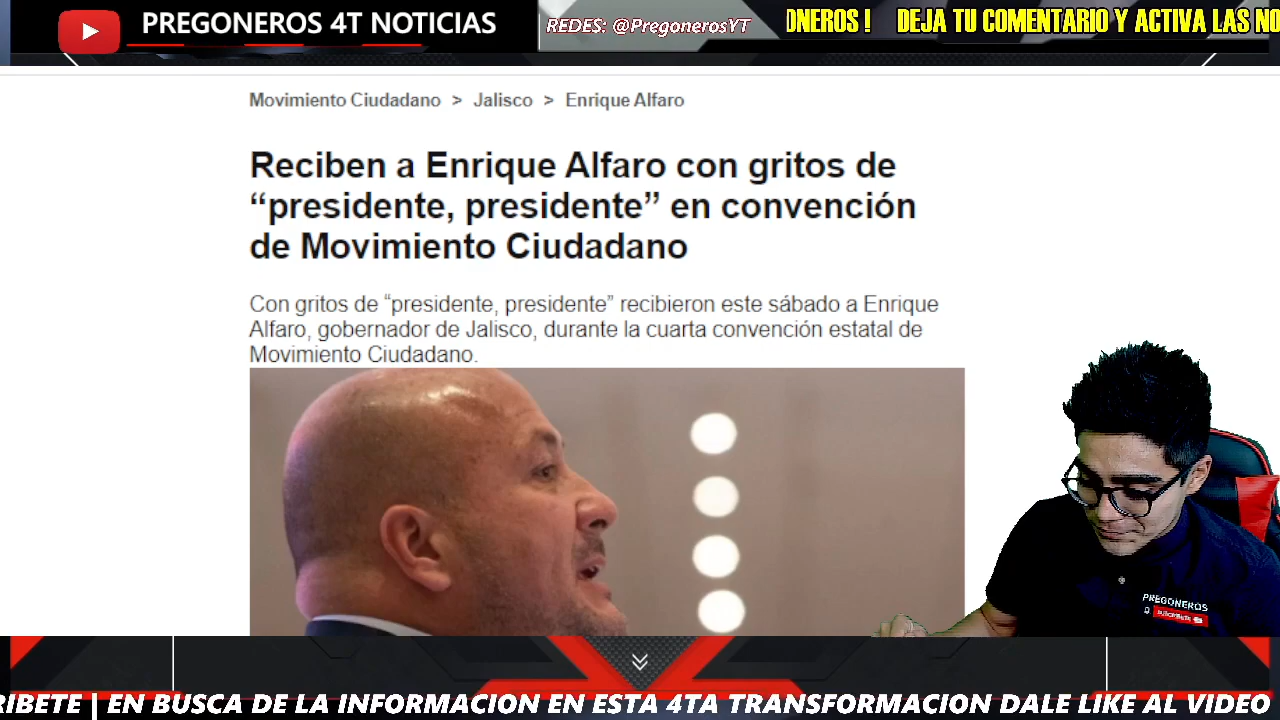 PREGONEROS 4T NOTICIAS
REDES: @PregonerosYT
ONEROS ! DEJA TU COMENTARIO Y ACTIVA LAS NO
Movimiento Ciudadano > Jalisco > Enrique Alfaro
Reciben a Enrique Alfaro con gritos de
“presidente, presidente” en convención
de Movimiento Ciudadano
Con gritos de “presidente, presidente” recibieron este sábado a Enrique
Alfaro, gobernador de Jalisco, durante la cuarta convención estatal de
Movimiento Ciudadano.
PREGONEROS
SUSCRIBETE
RIBETE | EN BUSCA DE LA INFORMACION EN ESTA 4TA TRANSFORMACION DALE LIKE AL VIDEO